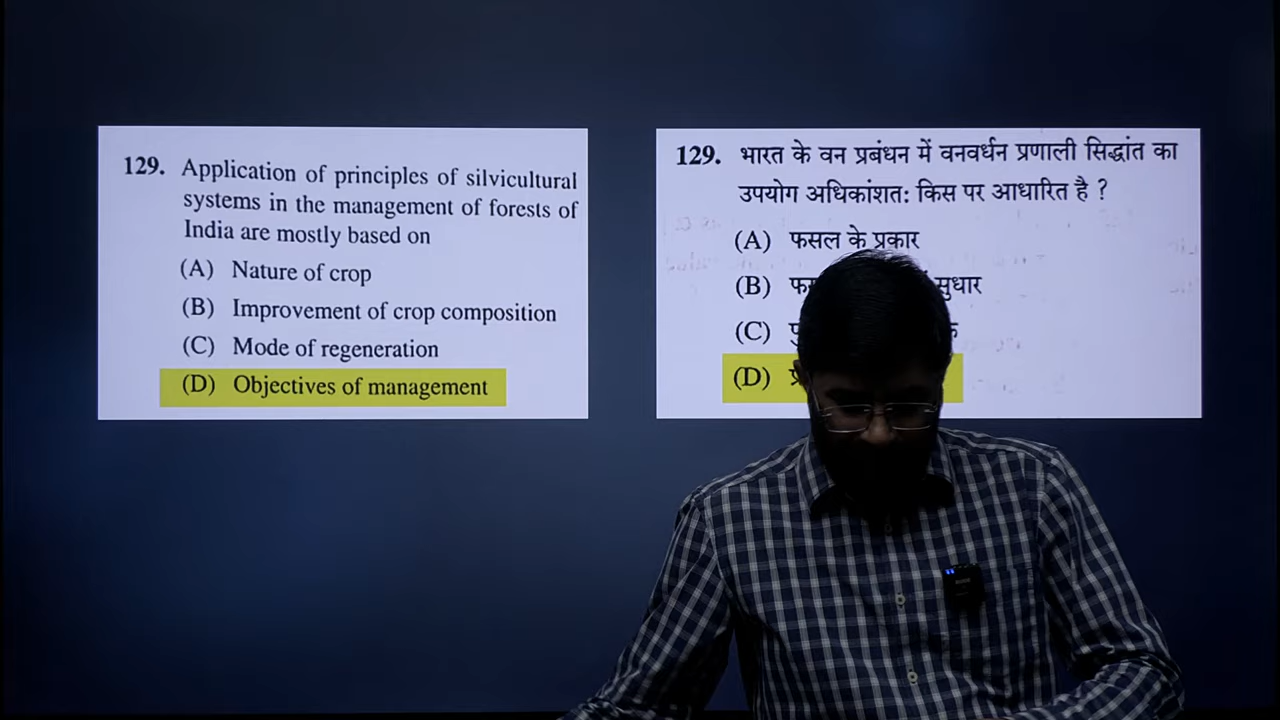 129. Application of principles of silvicultural
systems in the management of forests of
India are mostly based on
(A) Nature of crop
(B) Improvement of crop composition
(C) Mode of regeneration
(D) Objectives of management
129. भारत के वन प्रबंधन में वनवर्धन प्रणाली सिद्धांत का
उपयोग अधिकांशत: किस पर आधारित है ?
(A) फसल के प्रकार
(B) सुधार
(C)
(D)